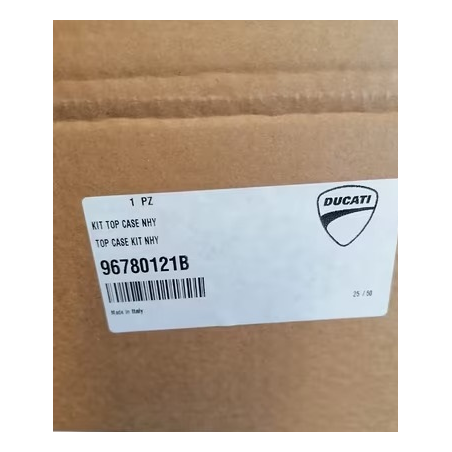 1 PZ
DUCATI
KIT TOP CASE NHY
TOP CASE KIT NHY
96780121B
25 / 50
Made in Italy